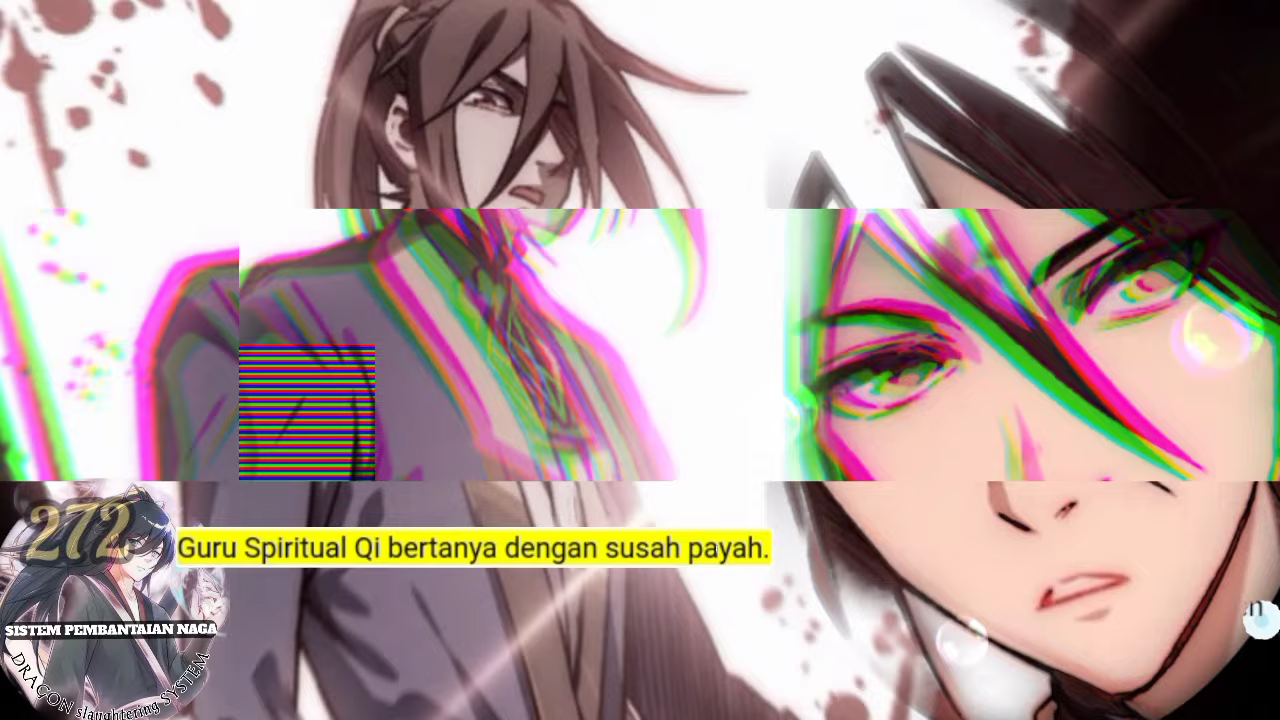 272
Guru Spiritual Qi bertanya dengan susah payah.
SISTEM PEMBANTAIAN NAGA
DRAGON slaughtering SYSTEM
n